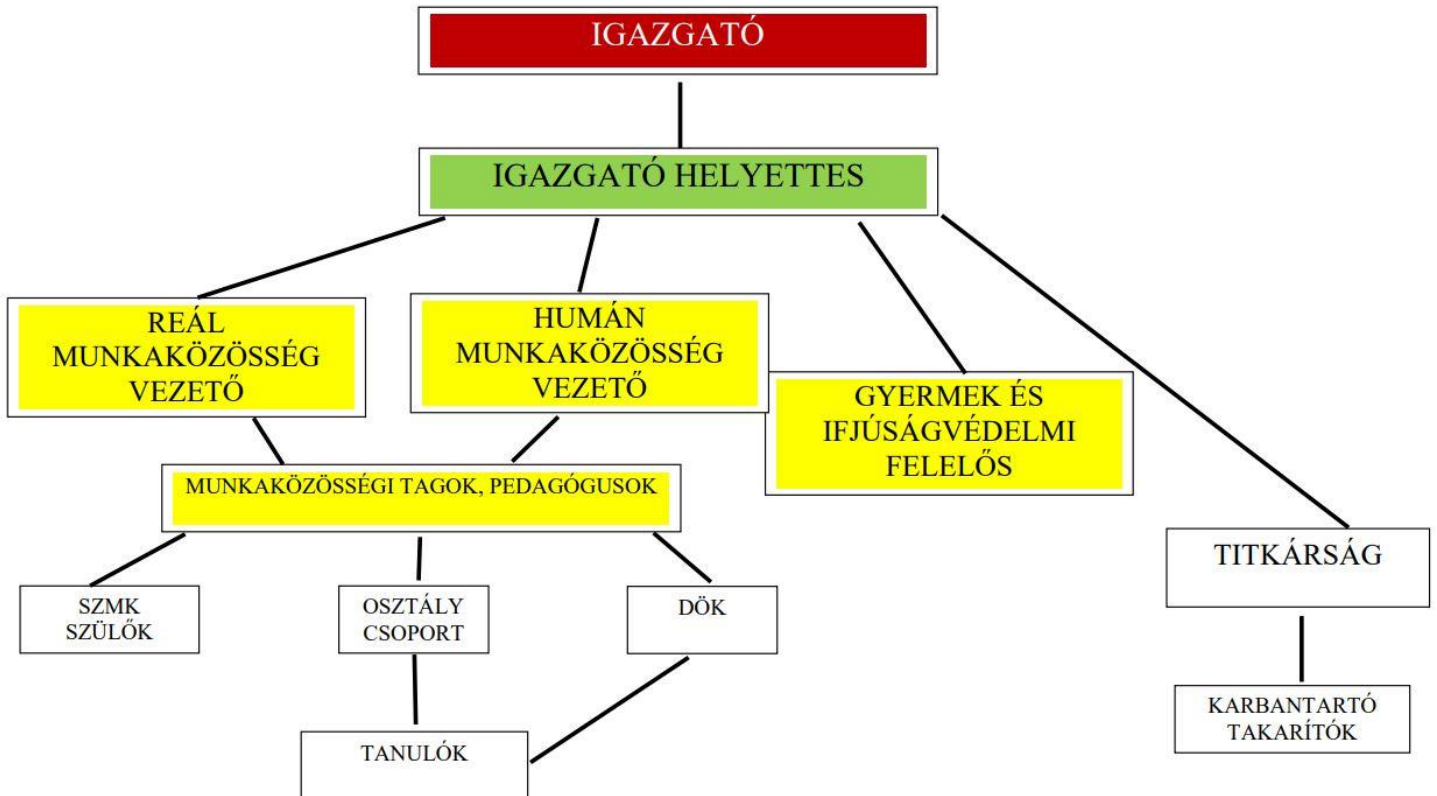 IGAZGATÓ
IGAZGATÓ HELYETTES
REÁL
MUNKAKÖZÖSSÉG
VEZETŐ
HUMÁN
MUNKAKÖZÖSSÉG
VEZETŐ
GYERMEK ÉS
IFJÚSÁGVÉDELMI
FELELŐS
MUNKAKÖZÖSSÉGI TAGOK, PEDAGÓGUSOK
TITKÁRSÁG
SZMK
SZÜLŐK
OSZTÁLY
CSOPORT
DÖK
KARBANTARTÓ
TAKARÍTÓK
TANULÓK